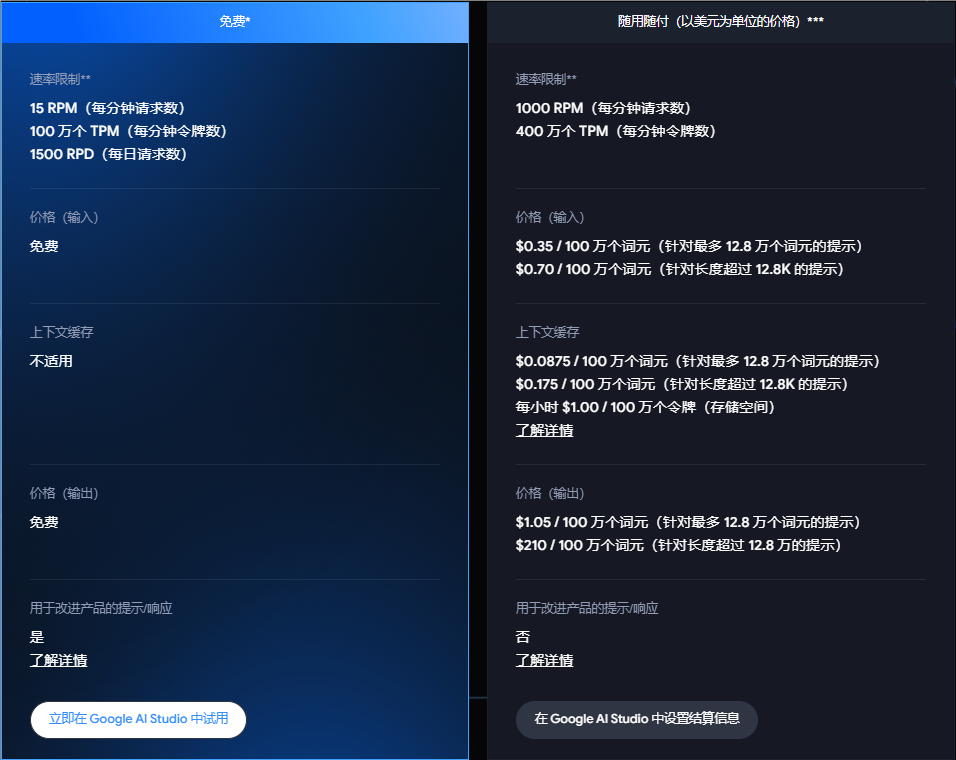 免费*
速率限制**
15 RPM（每分钟请求数）
100 万个 TPM（每分钟令牌数）
1500 RPD（每日请求数）
价格（输入）
免费
上下文缓存
不适用
价格（输出）
免费
用于改进产品的提示/响应
是
了解详情
立即在 Google AI Studio 中试用
随用随付（以美元为单位的价格）***
速率限制**
1000 RPM（每分钟请求数）
400 万个 TPM（每分钟令牌数）
价格（输入）
$0.35 / 100 万个词元（针对最多 12.8 万个词元的提示）
$0.70 / 100 万个词元（针对长度超过 12.8K 的提示）
上下文缓存
$0.0875 / 100 万个词元（针对最多 12.8 万个词元的提示）
$0.175 / 100 万个词元（针对长度超过 12.8K 的提示）
每小时 $1.00 / 100 万个令牌（存储空间）
了解详情
价格（输出）
$1.05 / 100 万个词元（针对最多 12.8 万个词元的提示）
$210 / 100 万个词元（针对长度超过 12.8 万的提示）
用于改进产品的提示/响应
否
了解详情
在 Google AI Studio 中设置结算信息